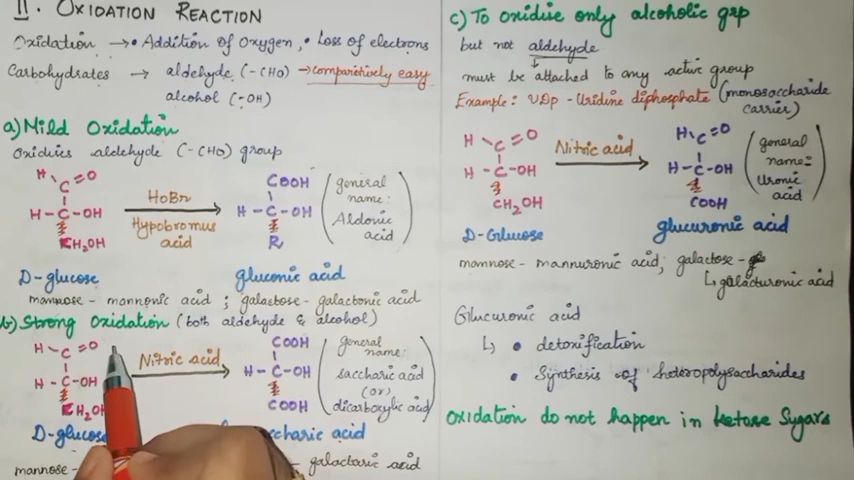 II. OXIDATION REACTION
Oxidation → • Addition of Oxygen, • Loss of electrons
Carbohydrates → aldehyde (-CHO) → comparitively easy
alcohol (-OH)
a) Mild Oxidation
Oxidies aldehyde (-CHO) group
H C=O
H-C-OH
CH2OH
HOBr
Hypobromus acid
COOH
H-C-OH
R
(general name: Aldonic acid)
D-glucose
gluconic acid
mannose - mannonic acid ; galactose - galactonic acid
b) Strong Oxidation (both aldehyde & alcohol)
H-C=O
H-C-OH
CH2OH
Nitric acid
COOH
H-C-OH
COOH
(general name: saccharic acid (or) dicarboxylic acid)
D-glucose
saccharic acid
mannose -
galactaric acid
c) To oxidise only alcoholic grp
but not aldehyde
must be attached to any active group
Example: UDP - Uridine diphosphate (monosaccharide carrier)
H C=O
H-C-OH
CH2OH
Nitric acid
H C=O
H-C-OH
COOH
(general name: Uronic acid)
D-Glucose
glucuronic acid
mannose - mannuronic acid; galactose -
↳ galacturonic acid
Glucuronic acid
↳ • detoxification
• Synthesis of heteropolysaccharides
Oxidation do not happen in ketose Sugars